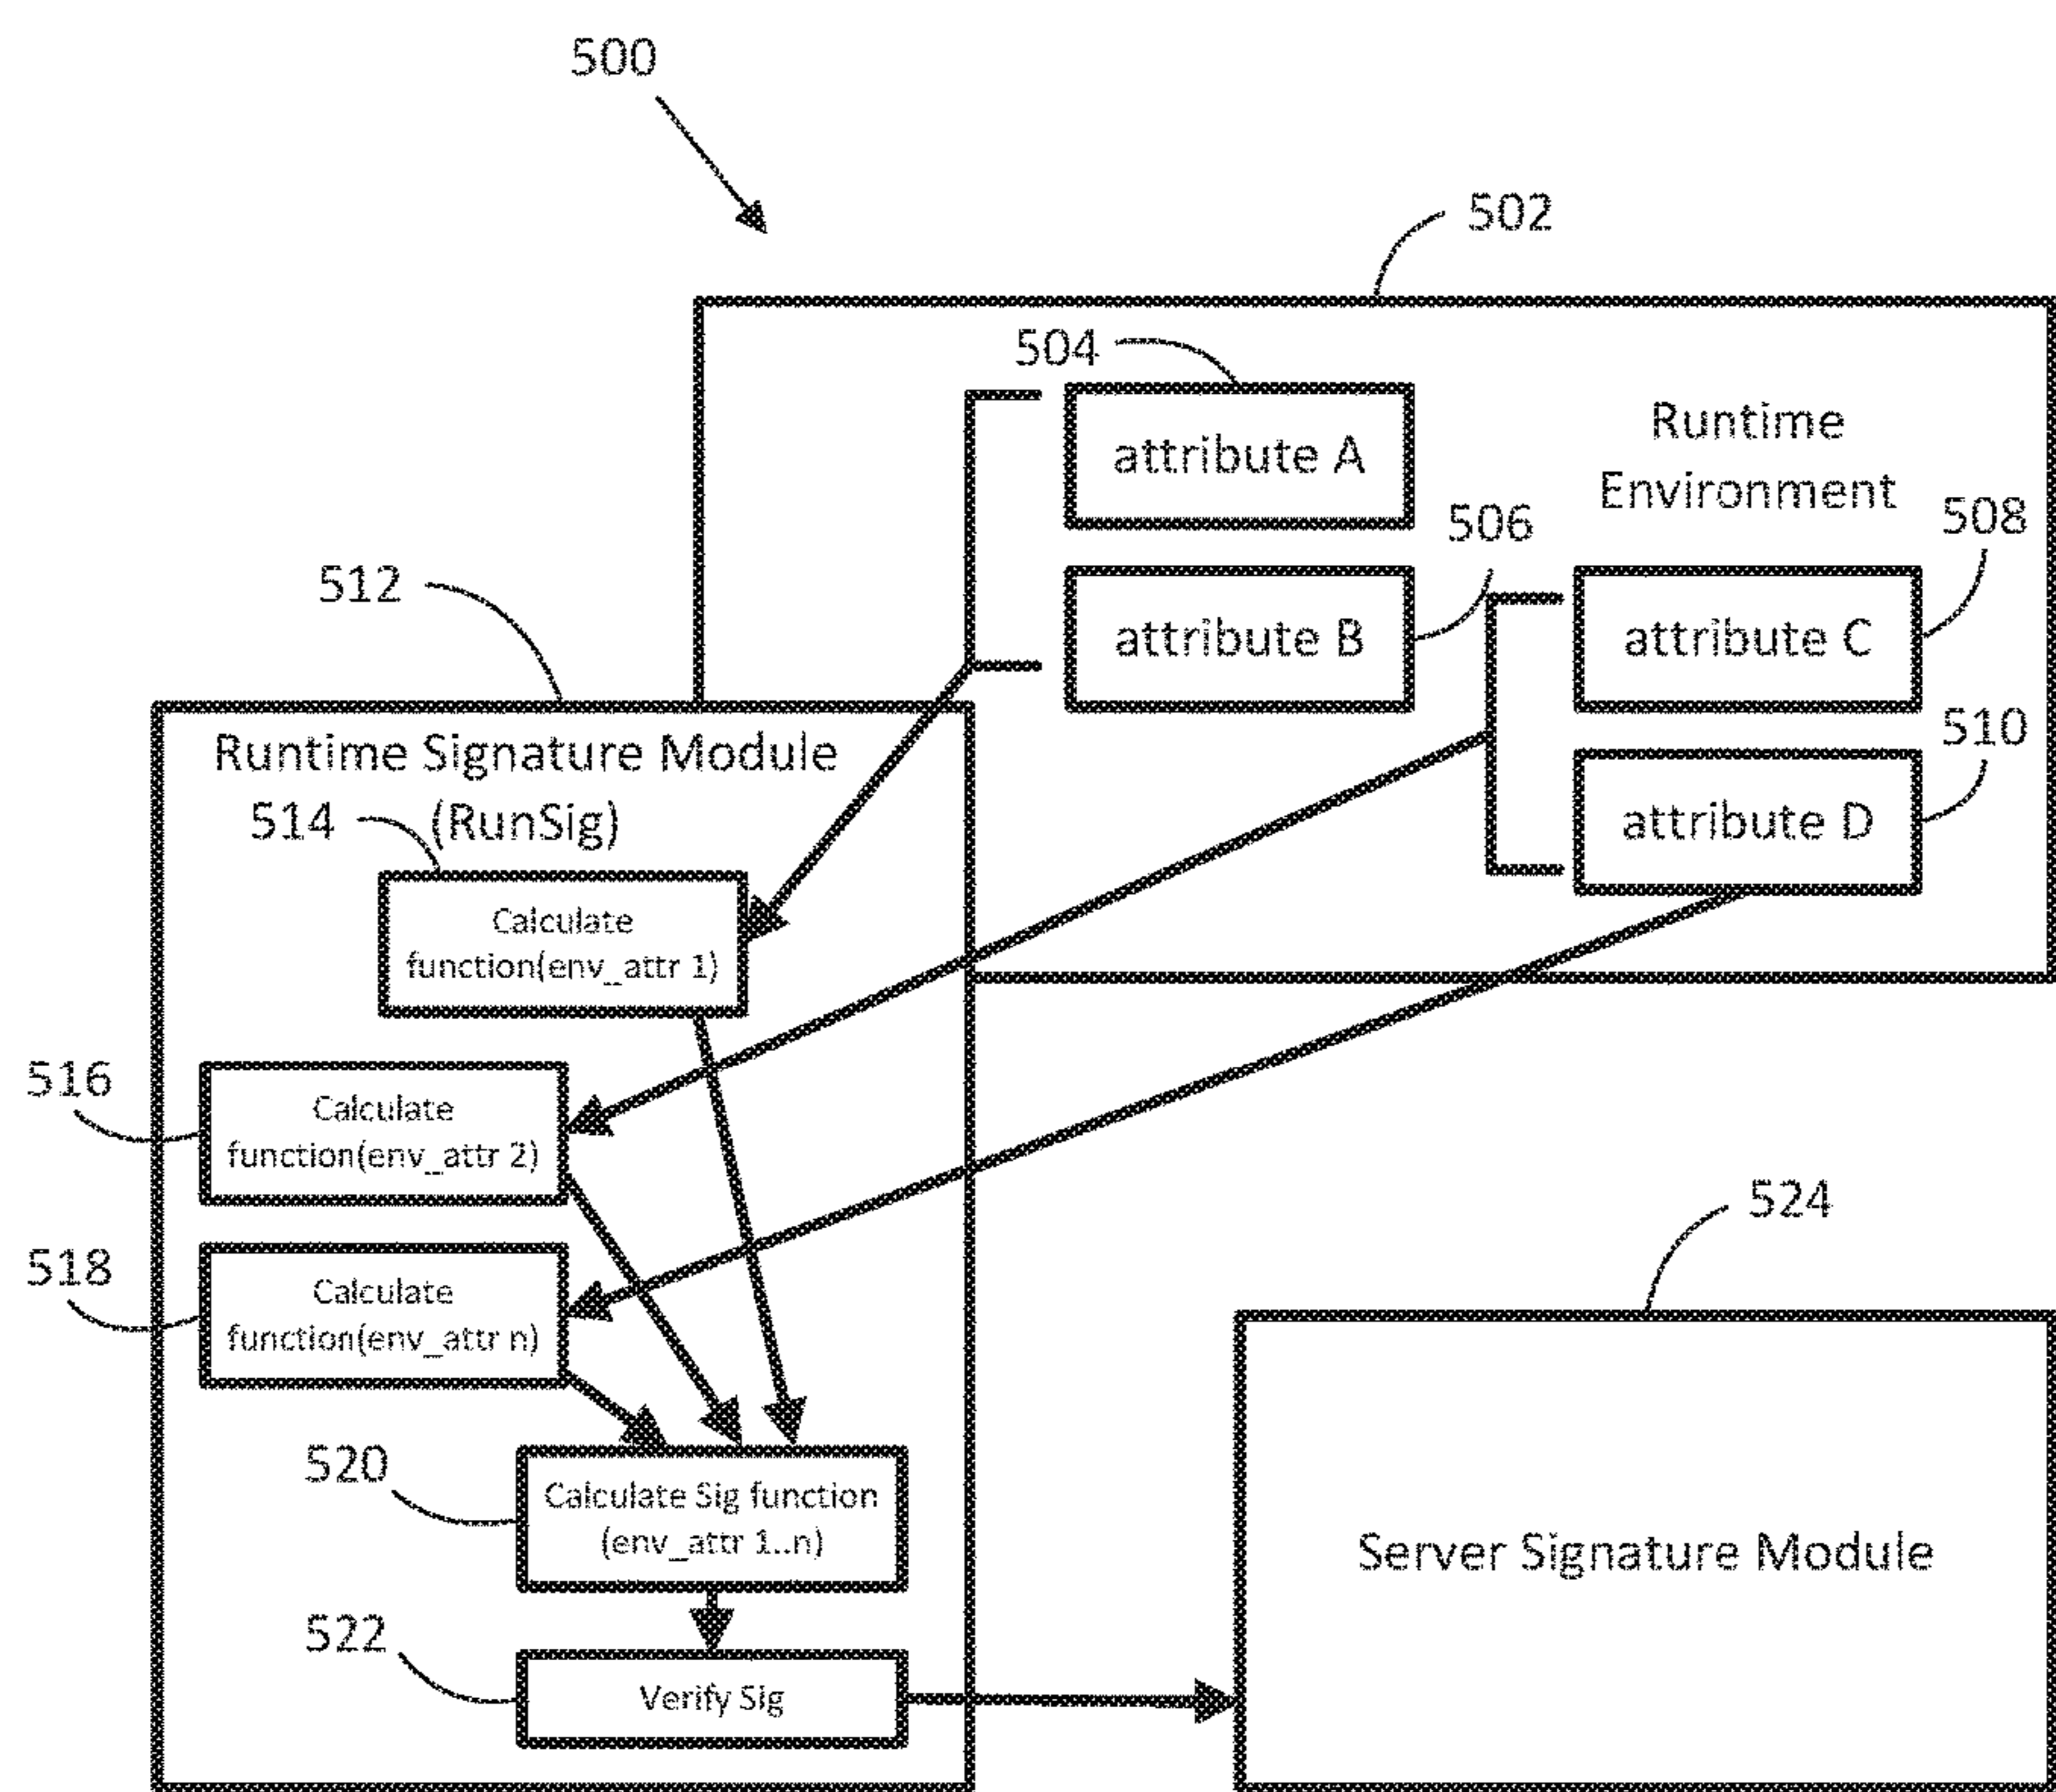 500
502
504
attribute A
Runtime
Environment
506
508
attribute B
attribute C
512
510
attribute D
Runtime Signature Module
(RunSig)
514
Calculate
function(env_attr 1)
516
Calculate
function(env_attr 2)
518
Calculate
function(env_attr n)
524
520
Calculate Sig function
(env_attr 1..n)
Server Signature Module
522
Verify Sig